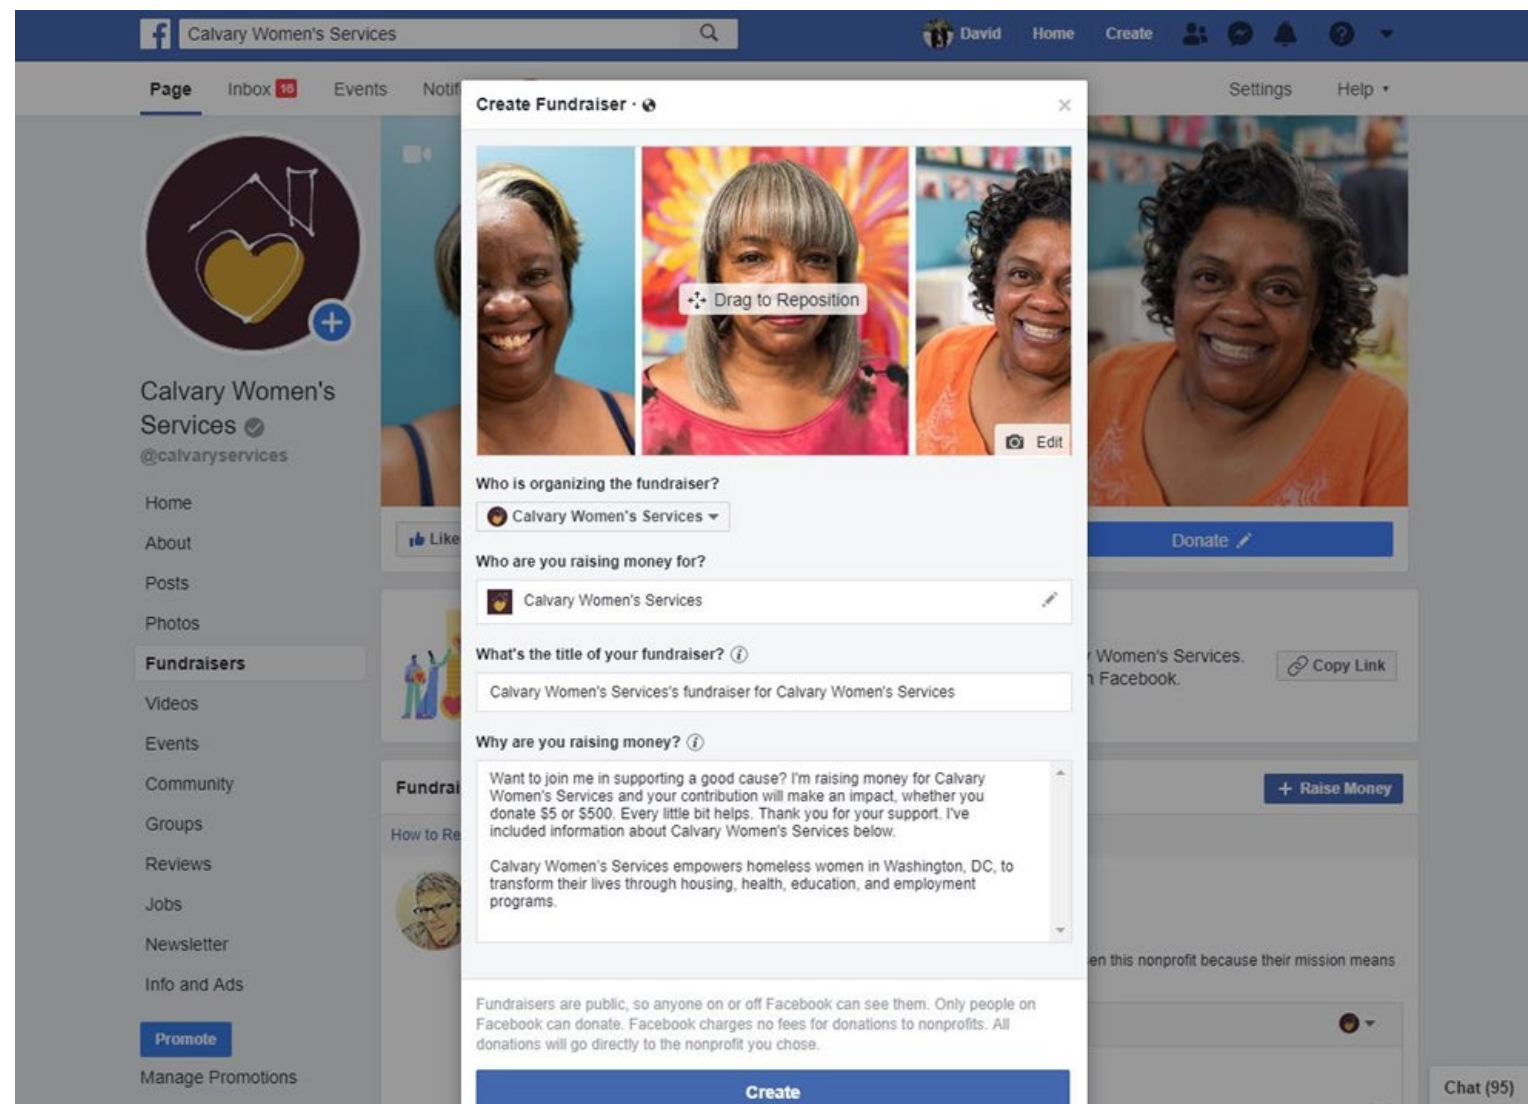 Calvary Women's Services
David
Home
Create
Page
Inbox 16
Events
Notif
Settings
Help
Create Fundraiser ·
Drag to Reposition
Edit
Calvary Women's
Services
@calvaryservices
Home
About
Posts
Photos
Fundraisers
Videos
Events
Community
Groups
Reviews
Jobs
Newsletter
Info and Ads
Promote
Manage Promotions
Like
Donate
Who is organizing the fundraiser?
Calvary Women's Services
Who are you raising money for?
Calvary Women's Services
What's the title of your fundraiser?
Calvary Women's Services's fundraiser for Calvary Women's Services
Why are you raising money?
Want to join me in supporting a good cause? I'm raising money for Calvary
Women's Services and your contribution will make an impact, whether you
donate $5 or $500. Every little bit helps. Thank you for your support. I've
included information about Calvary Women's Services below.
Calvary Women's Services empowers homeless women in Washington, DC, to
transform their lives through housing, health, education, and employment
programs.
Fundraisers are public, so anyone on or off Facebook can see them. Only people on
Facebook can donate. Facebook charges no fees for donations to nonprofits. All
donations will go directly to the nonprofit you chose.
Create
Women's Services.
Facebook.
Copy Link
Fundrai
+ Raise Money
How to Re
en this nonprofit because their mission means
Chat (95)